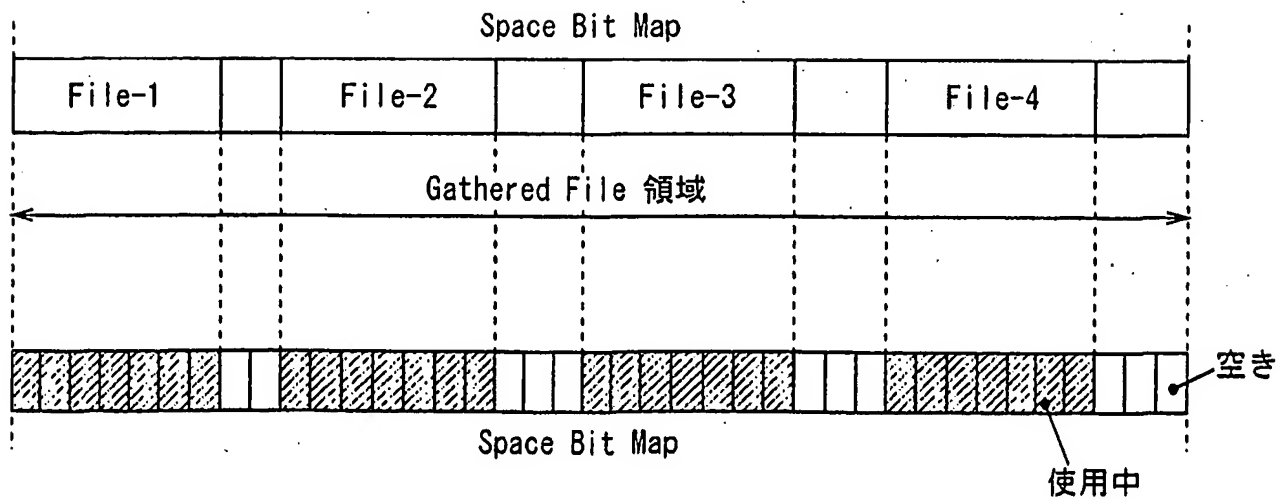 Space Bit Map
File-1 File-2 File-3 File-4
Gathered File 領域
空き
Space Bit Map
使用中